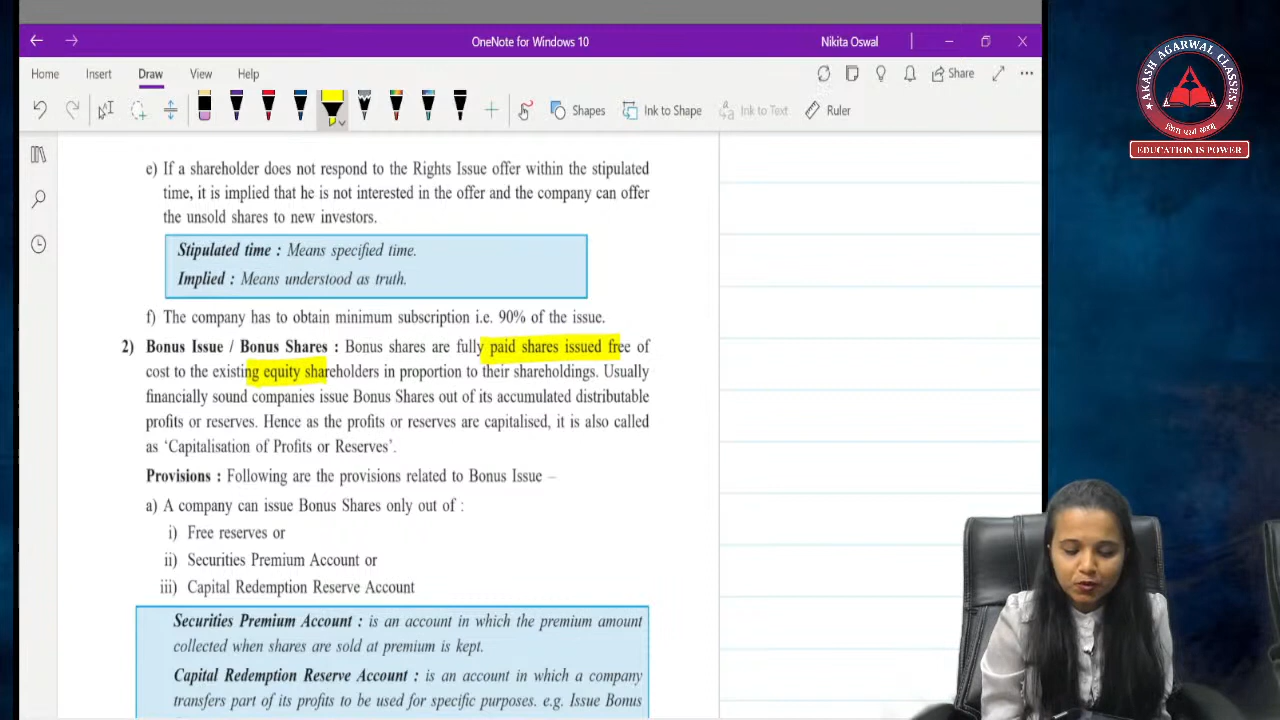 OneNote for Windows 10
Nikita Oswal
Home Insert Draw View Help
Share
Shapes Ink to Shape Ink to Text Ruler
AKASH AGARWAL CLASSES
EDUCATION IS POWER
e) If a shareholder does not respond to the Rights Issue offer within the stipulated
time, it is implied that he is not interested in the offer and the company can offer
the unsold shares to new investors.
Stipulated time : Means specified time.
Implied : Means understood as truth.
f) The company has to obtain minimum subscription i.e. 90% of the issue.
2) Bonus Issue / Bonus Shares : Bonus shares are fully paid shares issued free of
cost to the existing equity shareholders in proportion to their shareholdings. Usually
financially sound companies issue Bonus Shares out of its accumulated distributable
profits or reserves. Hence as the profits or reserves are capitalised, it is also called
as ‘Capitalisation of Profits or Reserves’.
Provisions : Following are the provisions related to Bonus Issue –
a) A company can issue Bonus Shares only out of :
i) Free reserves or
ii) Securities Premium Account or
iii) Capital Redemption Reserve Account
Securities Premium Account : is an account in which the premium amount
collected when shares are sold at premium is kept.
Capital Redemption Reserve Account : is an account in which a company
transfers part of its profits to be used for specific purposes. e.g. Issue Bonus